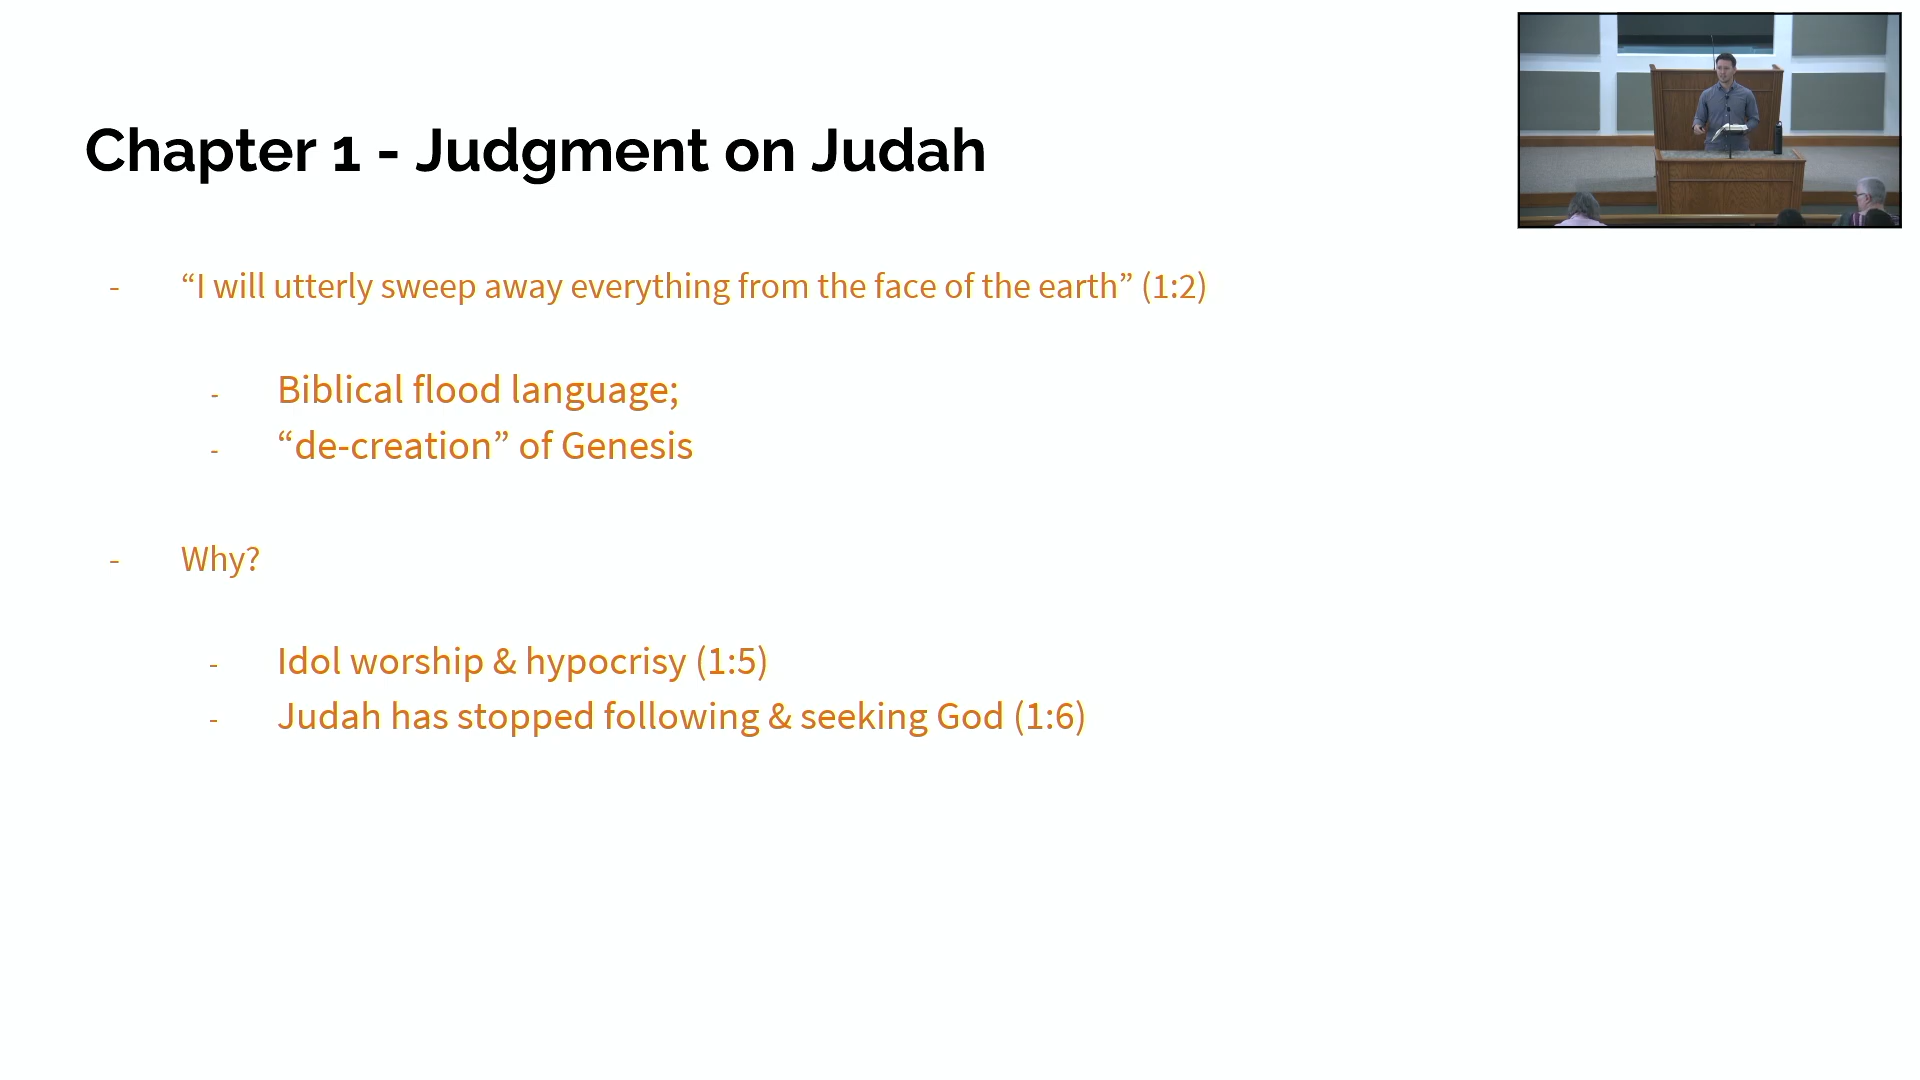 Chapter 1 - Judgment on Judah
- “I will utterly sweep away everything from the face of the earth” (1:2)
- Biblical flood language;
- “de-creation” of Genesis
- Why?
- Idol worship & hypocrisy (1:5)
- Judah has stopped following & seeking God (1:6)